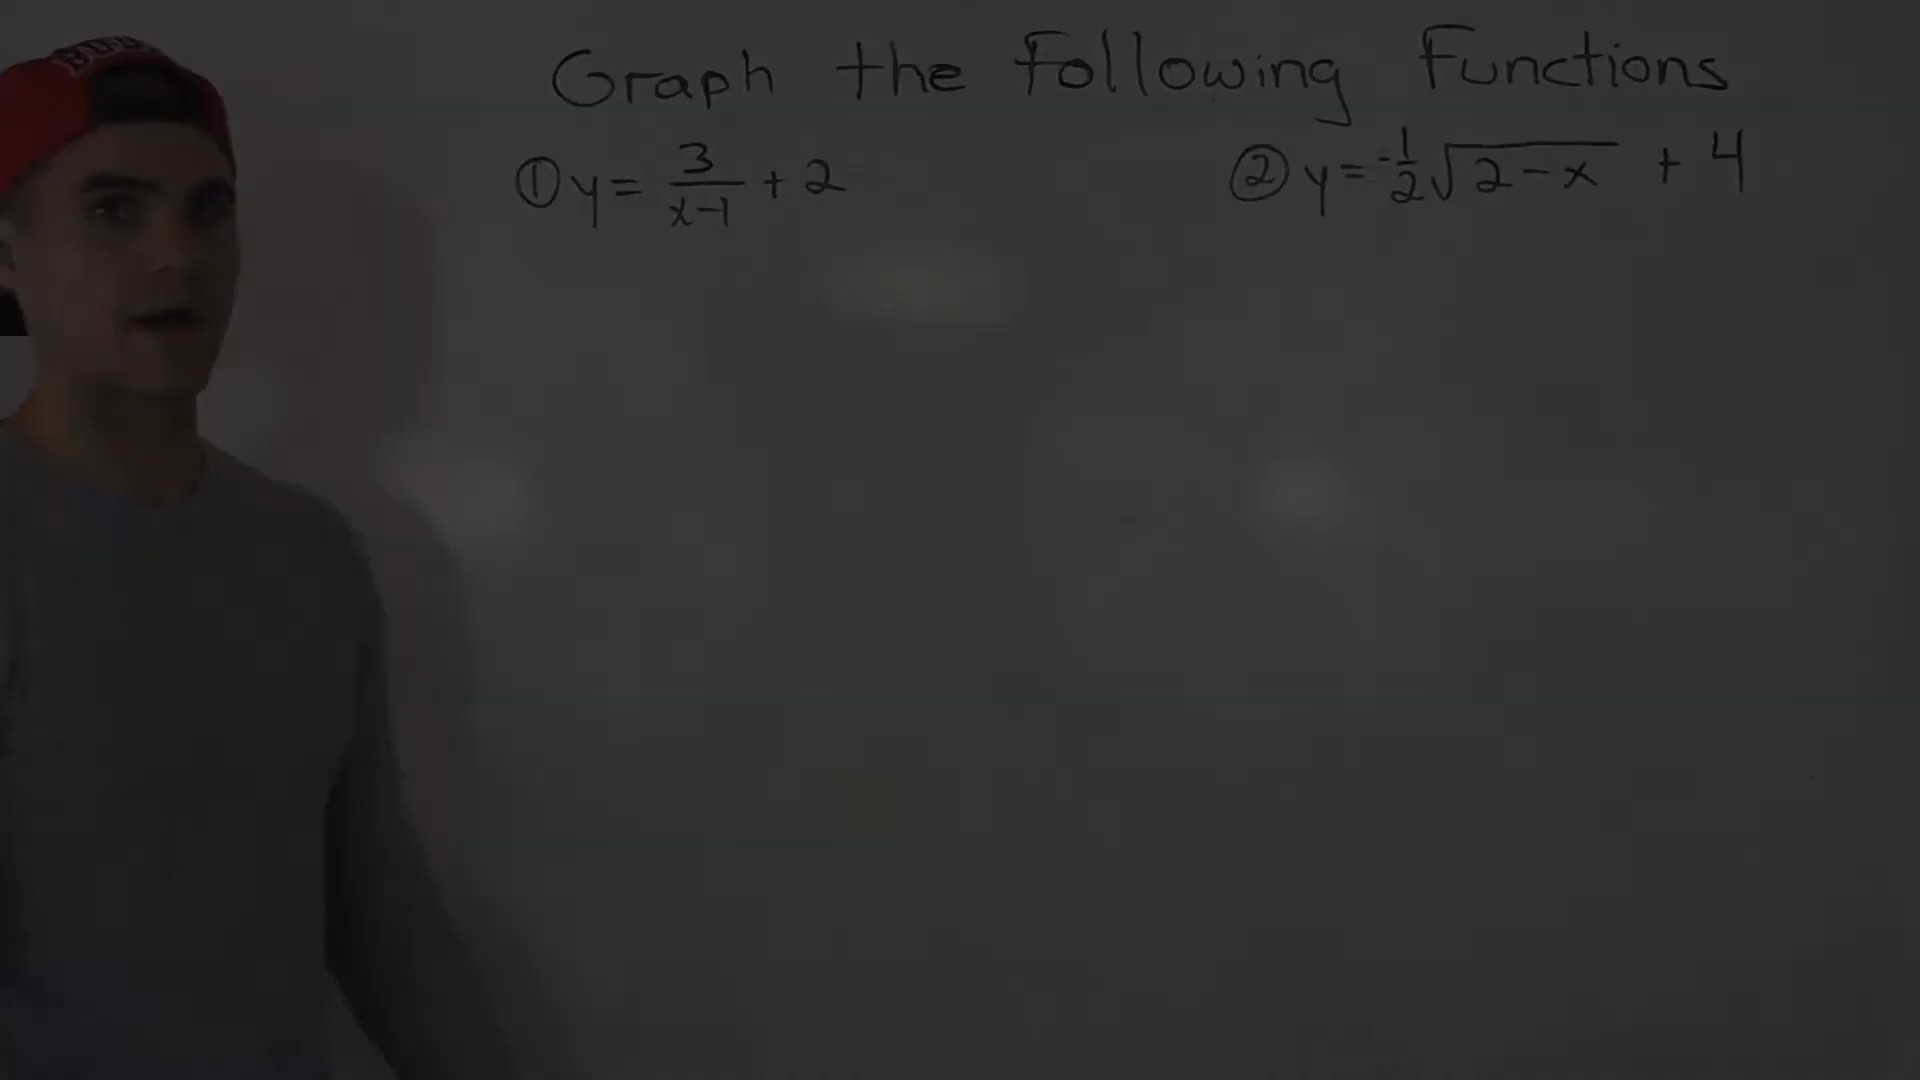 Graph the Following Functions
① y = 3/(x-1) + 2
② y = -1/2 √(2-x) + 4